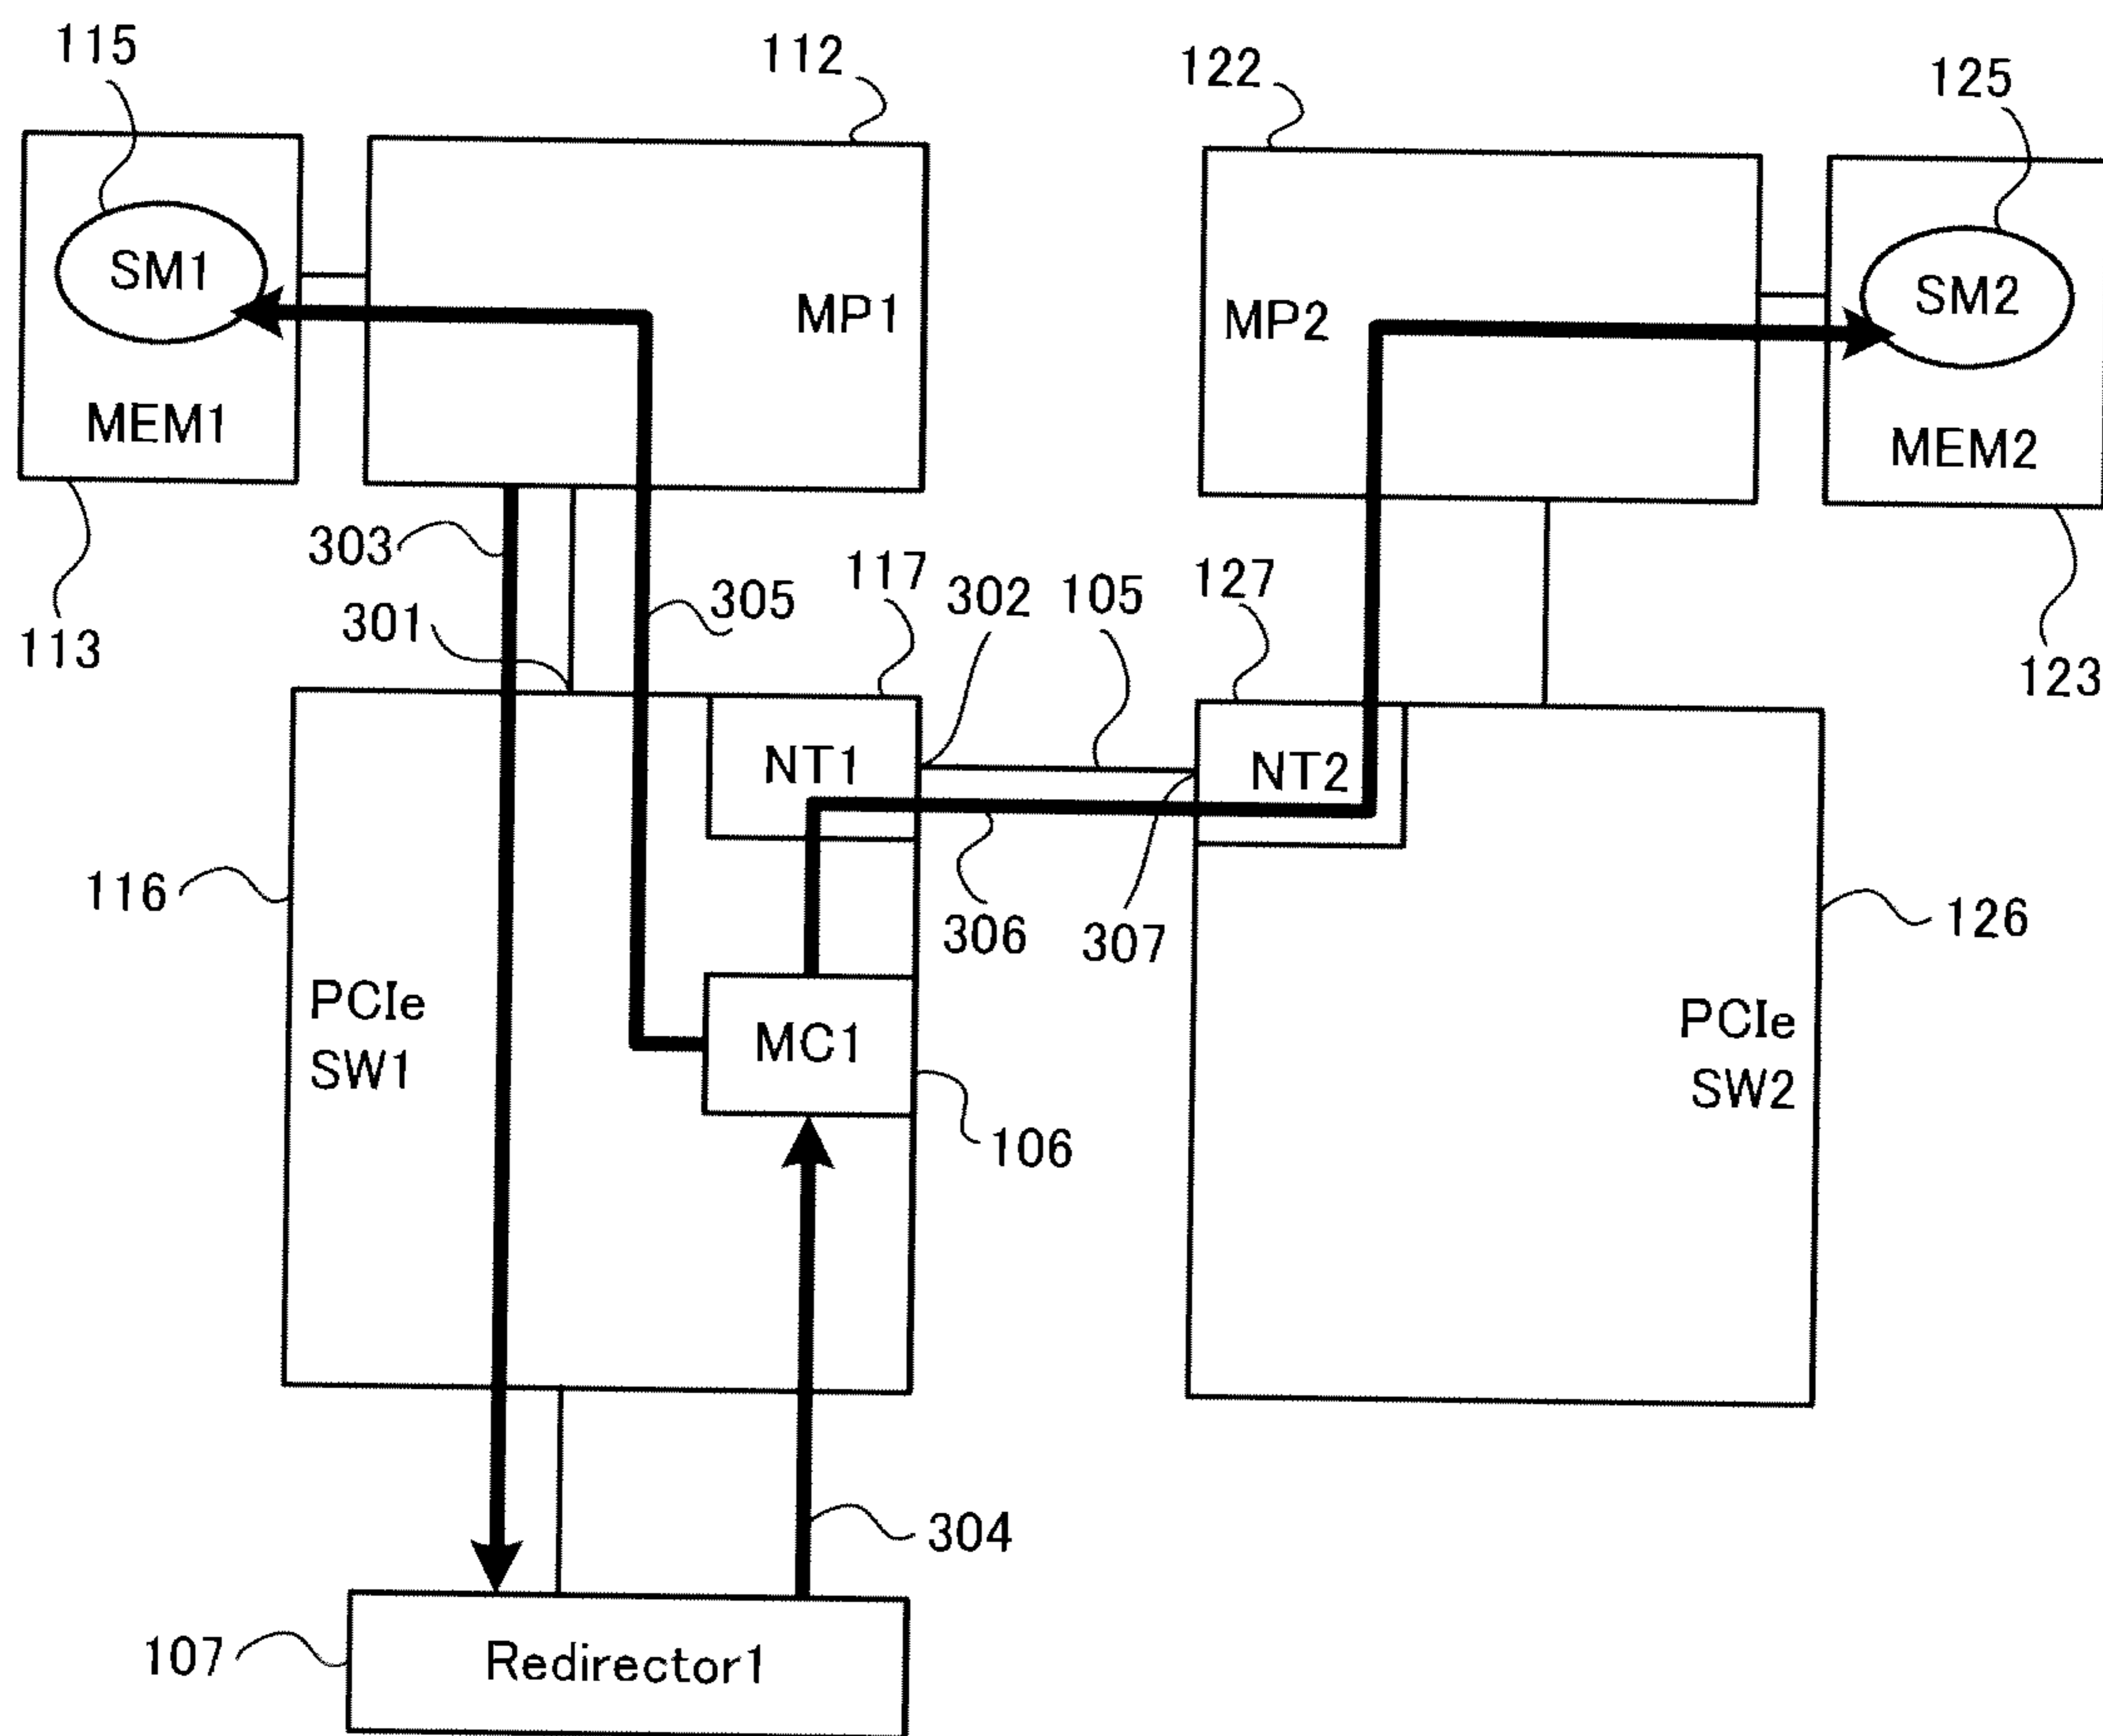 115
112
122
125
SM1
MP1
MEM1
MP2
SM2
MEM2
303
301
305
117
302
105
127
113
123
NT1
NT2
116
306
307
126
PCIe
SW1
MC1
PCIe
SW2
106
304
107
Redirector1